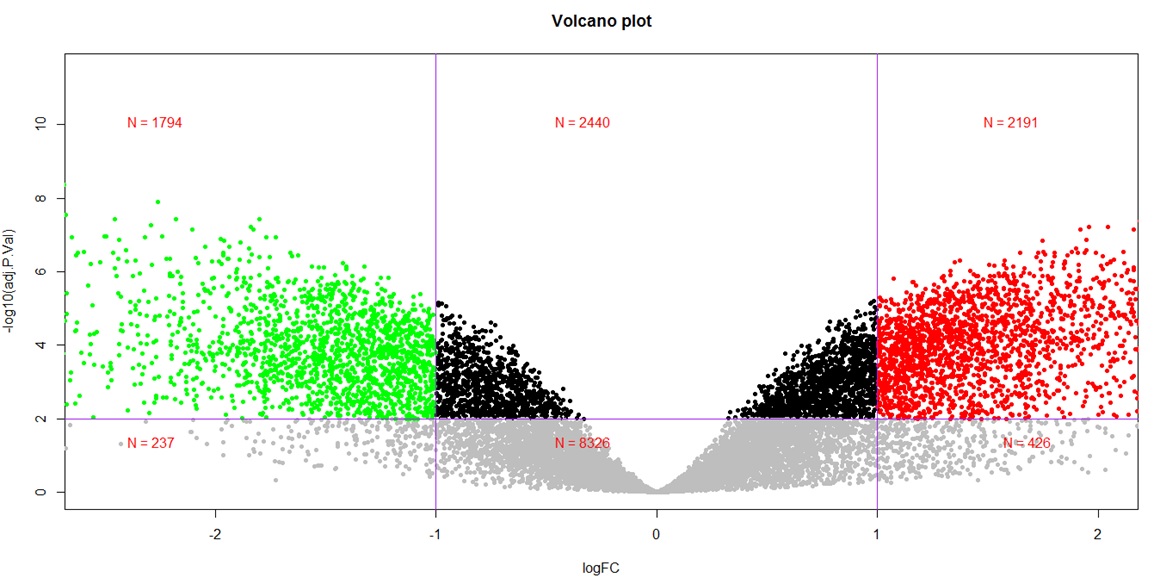 Volcano plot
N = 1794
N = 2440
N = 2191
10
8
6
4
2
0
-log10(adj.P.Val)
N = 237
N = 8326
N = 426
-2
-1
0
1
2
logFC